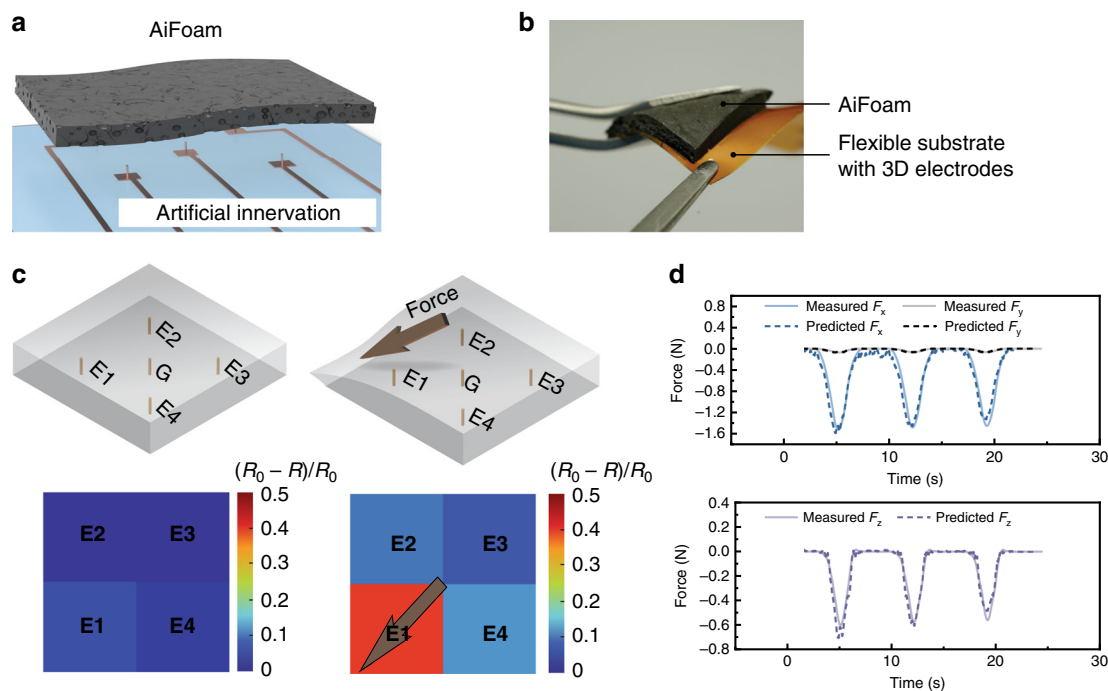 a
AiFoam
Artificial innervation
b
AiFoam
Flexible substrate
with 3D electrodes
c
E2
E1
G
E3
E4
Force
E2
E1
G
E3
E4
(R₀ – R)/R₀
E2
E3
E1
E4
0.5
0.4
0.3
0.2
0.1
0
(R₀ – R)/R₀
E2
E3
E1
E4
0.5
0.4
0.3
0.2
0.1
0
d
Measured Fₓ
Measured Fᵧ
Predicted Fₓ
Predicted Fᵧ
Force (N)
0.8
0.4
0.0
–0.4
–0.8
–1.2
–1.6
0
10
20
30
Time (s)
Measured F_z
Predicted F_z
Force (N)
0.4
0.2
0.0
–0.2
–0.4
–0.6
–0.8
0
10
20
30
Time (s)